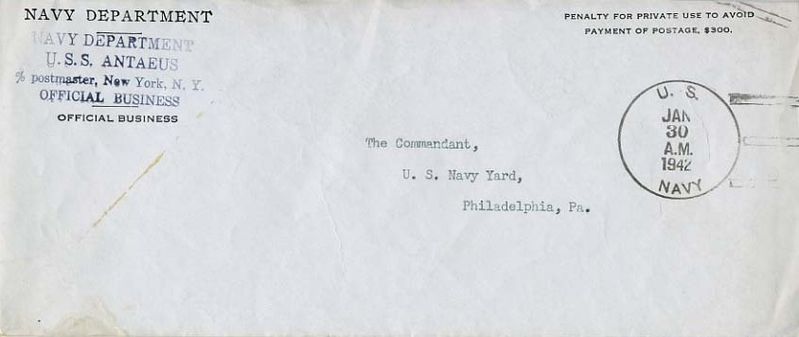 NAVY DEPARTMENT
NAVY DEPARTMENT
U.S.S. ANTAEUS
% postmaster, New York, N. Y.
OFFICIAL BUSINESS
OFFICIAL BUSINESS
PENALTY FOR PRIVATE USE TO AVOID
PAYMENT OF POSTAGE, $300.
U. S.
JAN
30
A.M.
1942
NAVY
The Commandant,
U. S. Navy Yard,
Philadelphia, Pa.